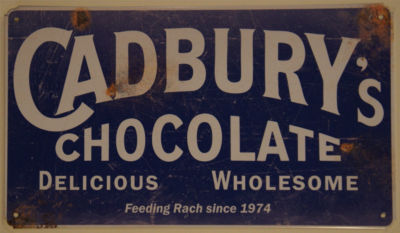 CADBURY'S
CHOCOLATE
DELICIOUS WHOLESOME
Feeding Rach since 1974